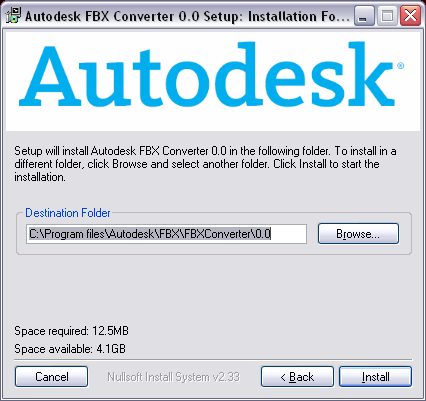 Autodesk FBX Converter 0.0 Setup: Installation Fo...
Autodesk®
Setup will install Autodesk FBX Converter 0.0 in the following folder. To install in a
different folder, click Browse and select another folder. Click Install to start the
installation.
Destination Folder
C:\Program files\Autodesk\FBX\FBXConverter\0.0
Browse...
Space required: 12.5MB
Space available: 4.1GB
Cancel
Nullsoft Install System v2.33
< Back
Install